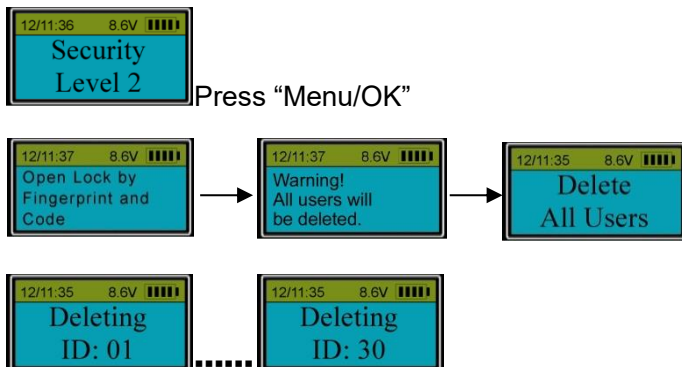 12/11:36 8.6V
Security
Level 2
Press “Menu/OK”
12/11:37 8.6V
Open Lock by
Fingerprint and
Code
12/11:37 8.6V
Warning!
All users will
be deleted.
12/11:35 8.6V
Delete
All Users
12/11:35 8.6V
Deleting
ID: 01
......
12/11:35 8.6V
Deleting
ID: 30